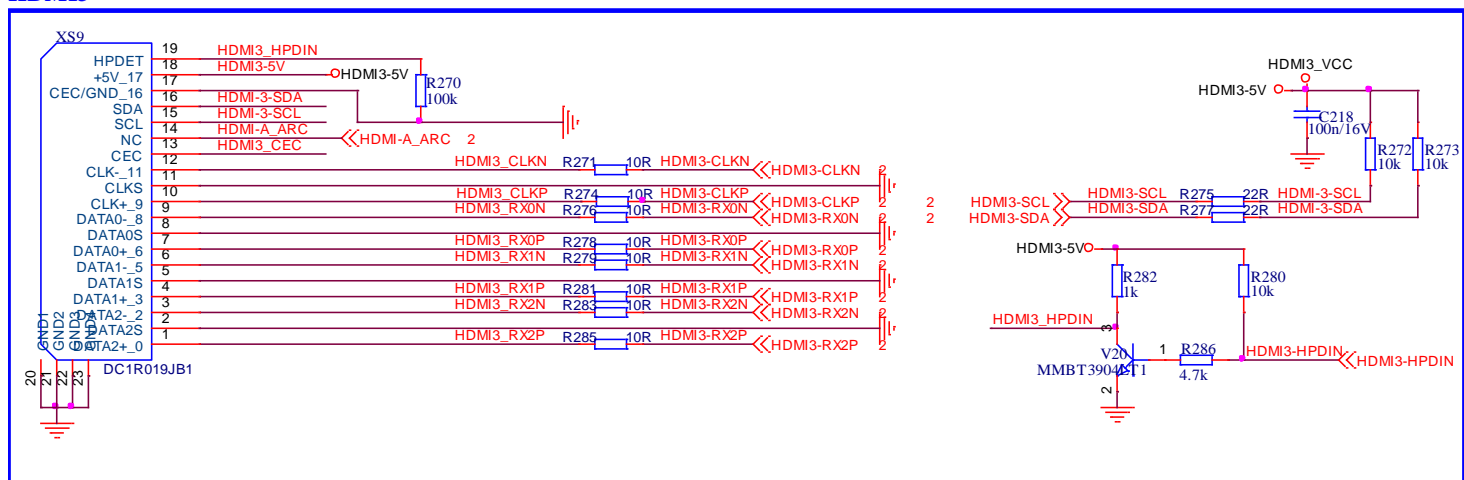 XS9
HPDET 19 HDMI3_HPIN
+5V_17 18 HDMI3-5V HDMI3-5V
CEC/GND_16 17
SDA 16 HDMI-3-SDA
SCL 15 HDMI-3-SCL
NC 14 HDMI-A_ARC HDMI-A_ARC 2
CEC 13 HDMI3_CEC
CLK-_11 12 HDMI3_CLKN R271 10R HDMI3-CLKN HDMI3-CLKN 2
CLKS 11
CLK+_9 10 HDMI3_CLKP R274 10R HDMI3-CLKP HDMI3-CLKP 2
DATA0-_8 9 HDMI3_RX0N R276 10R HDMI3-RX0N HDMI3-RX0N 2
DATA0S 8
DATA0+_6 7 HDMI3_RX0P R278 10R HDMI3-RX0P HDMI3-RX0P 2
DATA1-_5 6 HDMI3_RX1N R279 10R HDMI3-RX1N HDMI3-RX1N 2
DATA1S 5
DATA1+_3 4 HDMI3_RX1P R281 10R HDMI3-RX1P HDMI3-RX1P 2
DATA2-_2 3 HDMI3_RX2N R283 10R HDMI3-RX2N HDMI3-RX2N 2
DATA2S 2
DATA2+_0 1 HDMI3_RX2P R285 10R HDMI3-RX2P HDMI3-RX2P 2
GND1 GND2 GND3 GND4
20 21 22 23
DC1R019JB1
R270
100k
HDMI3_VCC
HDMI3-5V
C218
100n/16V
R272
10k
R273
10k
2 HDMI3-SCL HDMI3-SCL R275 22R HDMI-3-SCL
2 HDMI3-SDA HDMI3-SDA R277 22R HDMI-3-SDA
HDMI3-5V
R282
1k
R280
10k
HDMI3_HPDIN
3
V20
MMBT3904LT1
1
2
R286
4.7k
HDMI3-HPDIN
HDMI3-HPDIN